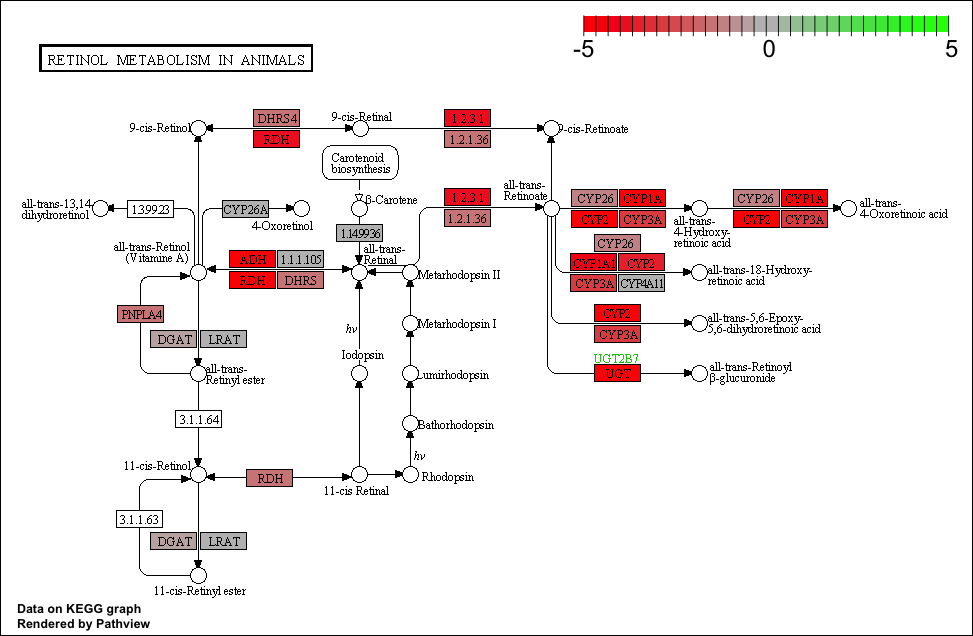 -5 0 5
RETINOL METABOLISM IN ANIMALS
9-cis-Retinol
DHRS4
RDH
9-cis-Retinal
1.2.3.1
1.2.1.36
9-cis-Retinoate
Carotenoid
biosynthesis
β-Carotene
1.14.99.36
all-trans-
Retinal
all-trans-13,14
dihydroretinol
1.3.99.23
CYP26A
4-Oxoretinol
all-trans-Retinol
(Vitamine A)
ADH
1.1.1.105
RDH
DHRS
1.2.3.1
1.2.1.36
all-trans-
Retinoate
CYP26
CYP1A
CYP2
CYP3A
all-trans-
4-Hydroxy-
retinoic acid
CYP26
CYP1A
CYP2
CYP3A
all-trans-
4-Oxoretinoic acid
CYP26
CYP1A1
CYP2
CYP3A
CYP4A11
all-trans-18-Hydroxy-
retinoic acid
CYP2
CYP3A
all-trans-5,6-Epoxy-
5,6-dihydroretinoic acid
UGT2B7
UGT
all-trans-Retinoyl
β-glucuronide
Metarhodopsin II
Metarhodopsin I
Lumirhodopsin
Bathorhodopsin
hν
Rhodopsin
hν
Iodopsin
PNPLA4
DGAT
LRAT
all-trans-
Retinyl ester
3.1.1.64
11-cis-Retinol
RDH
11-cis Retinal
3.1.1.63
DGAT
LRAT
11-cis-Retinyl ester
Data on KEGG graph
Rendered by Pathview